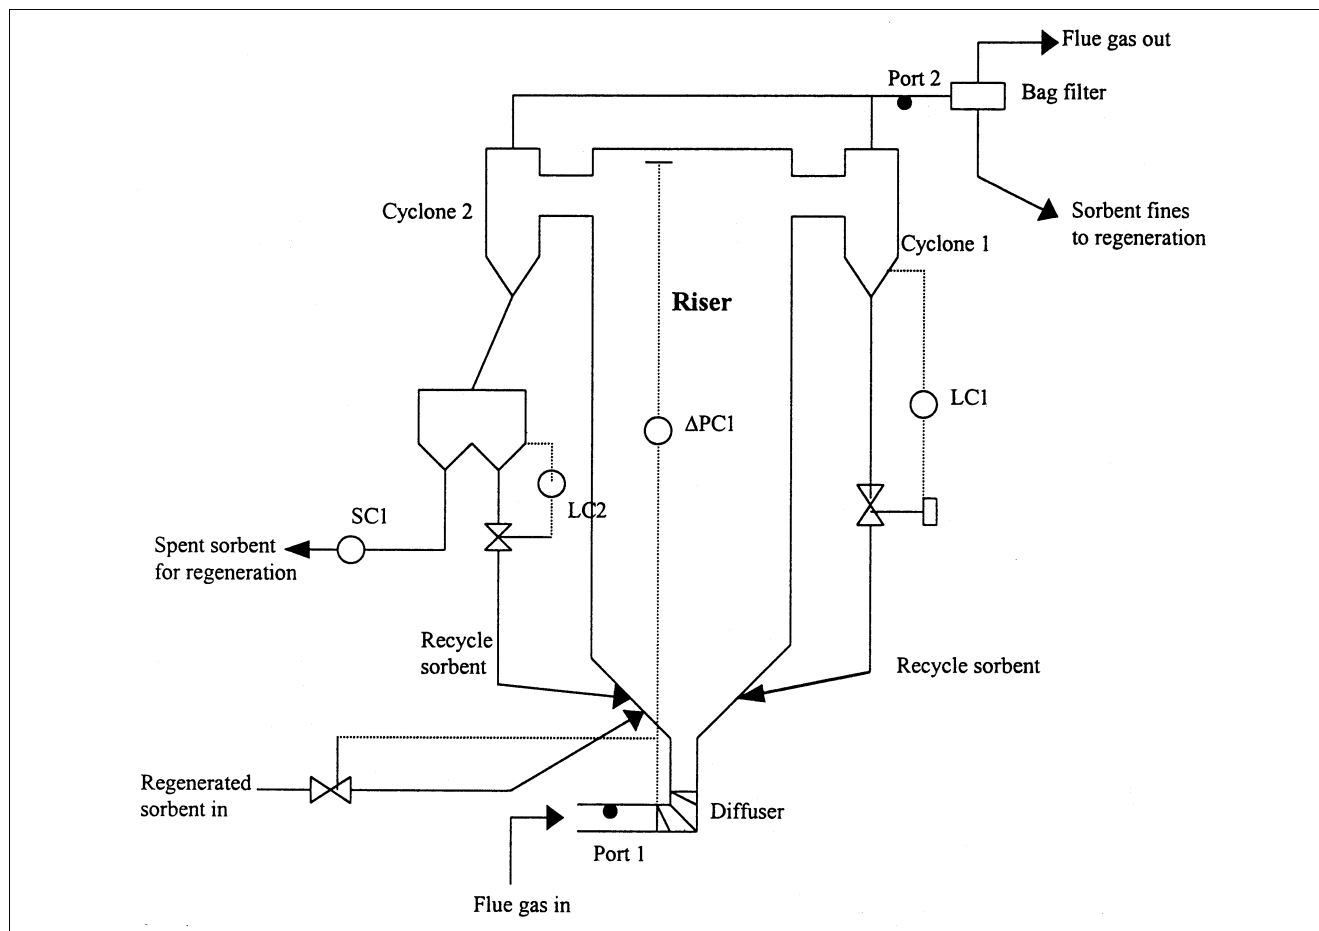 Flue gas out
Port 2
Bag filter
Cyclone 2
Sorbent fines
to regeneration
Cyclone 1
Riser
LC1
ΔPC1
SC1
LC2
Spent sorbent
for regeneration
Recycle
sorbent
Recycle sorbent
Regenerated
sorbent in
Diffuser
Port 1
Flue gas in